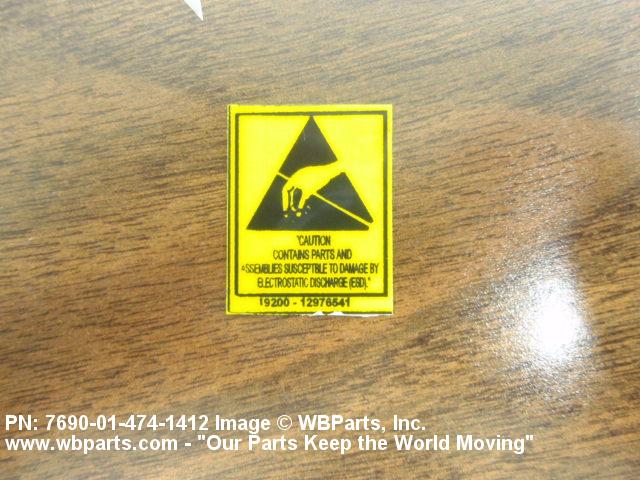 "CAUTION
CONTAINS PARTS AND
ASSEMBLIES SUSCEPTIBLE TO DAMAGE BY
ELECTROSTATIC DISCHARGE (ESD)."
19200 - 12976541
PN: 7690-01-474-1412 Image © WBParts, Inc.
www.wbparts.com - "Our Parts Keep the World Moving"